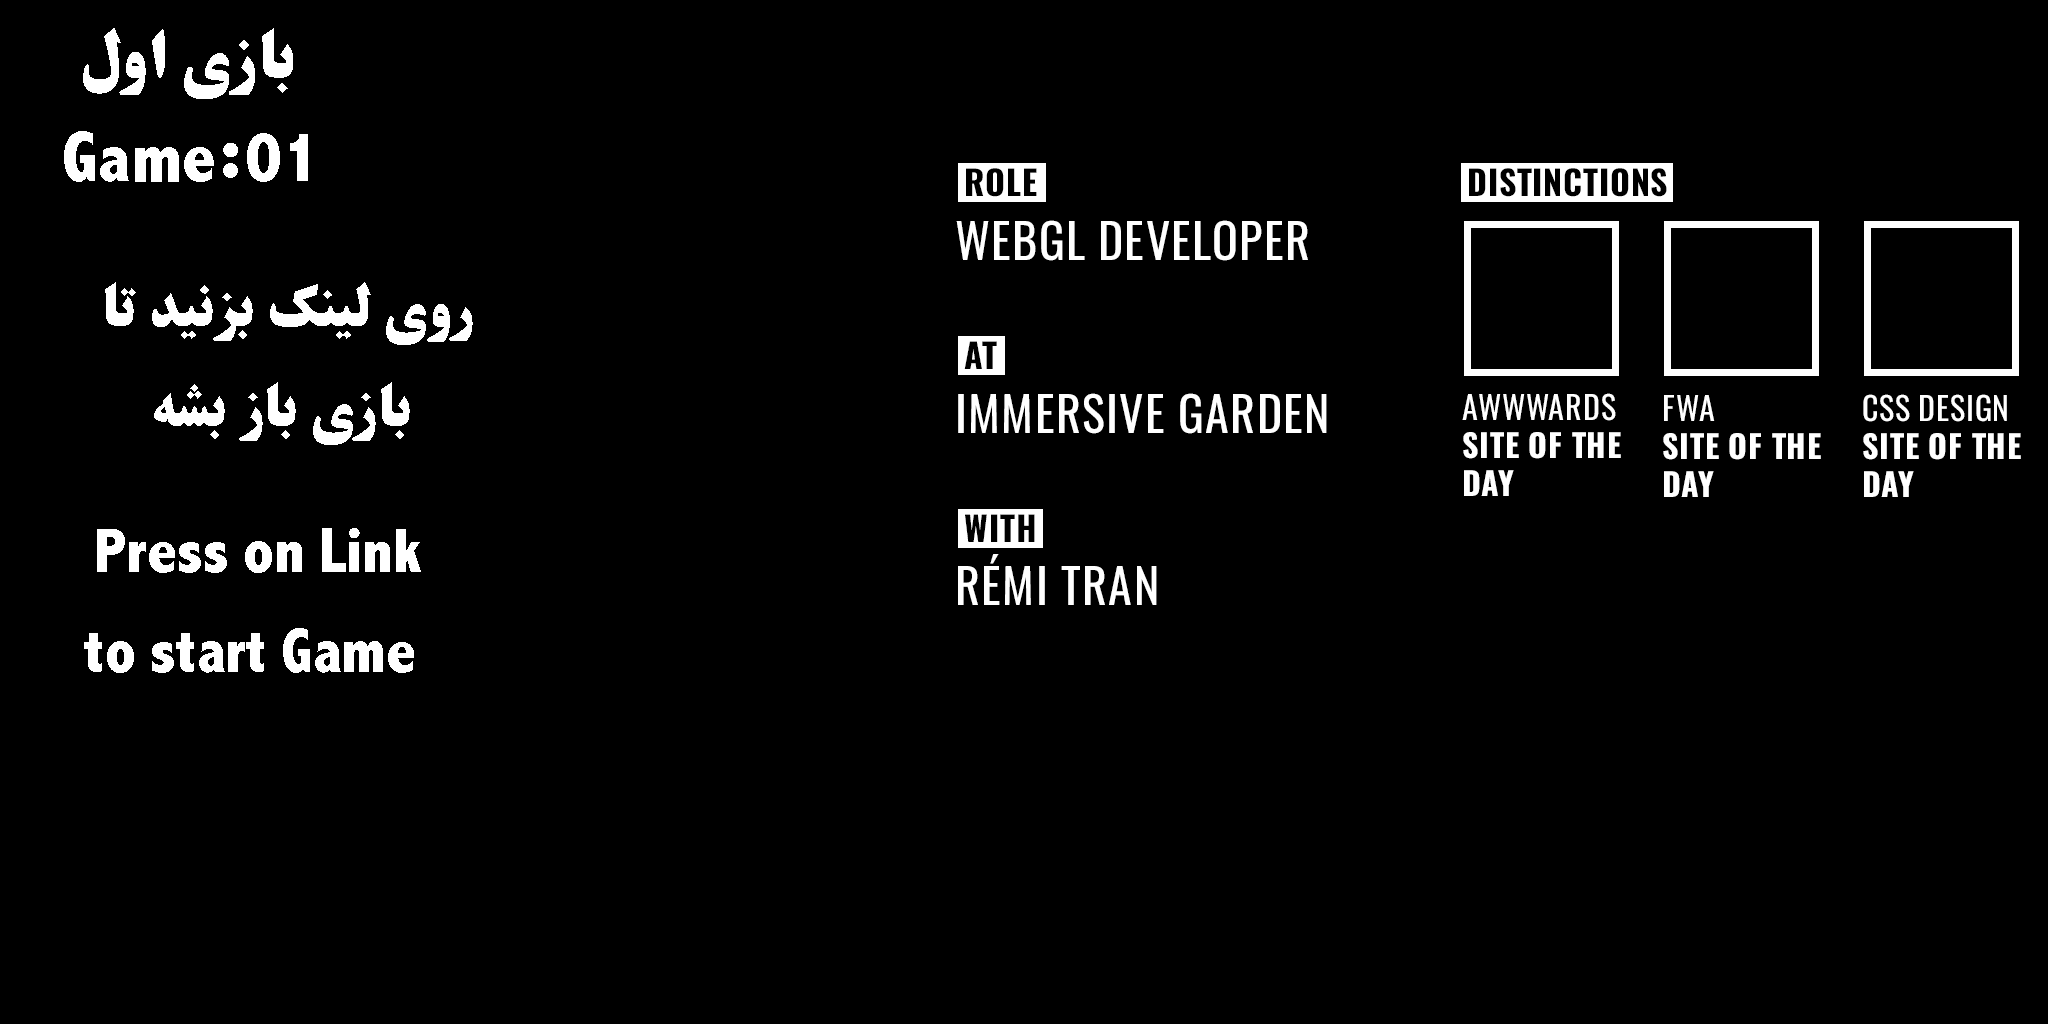 بازی اول
Game:01
روی لینک بزنید تا
بازی باز بشه
Press on Link
to start Game
ROLE
WEBGL DEVELOPER
AT
IMMERSIVE GARDEN
WITH
RÉMI TRAN
DISTINCTIONS
AWWWARDS
SITE OF THE
DAY
FWA
SITE OF THE
DAY
CSS DESIGN
SITE OF THE
DAY